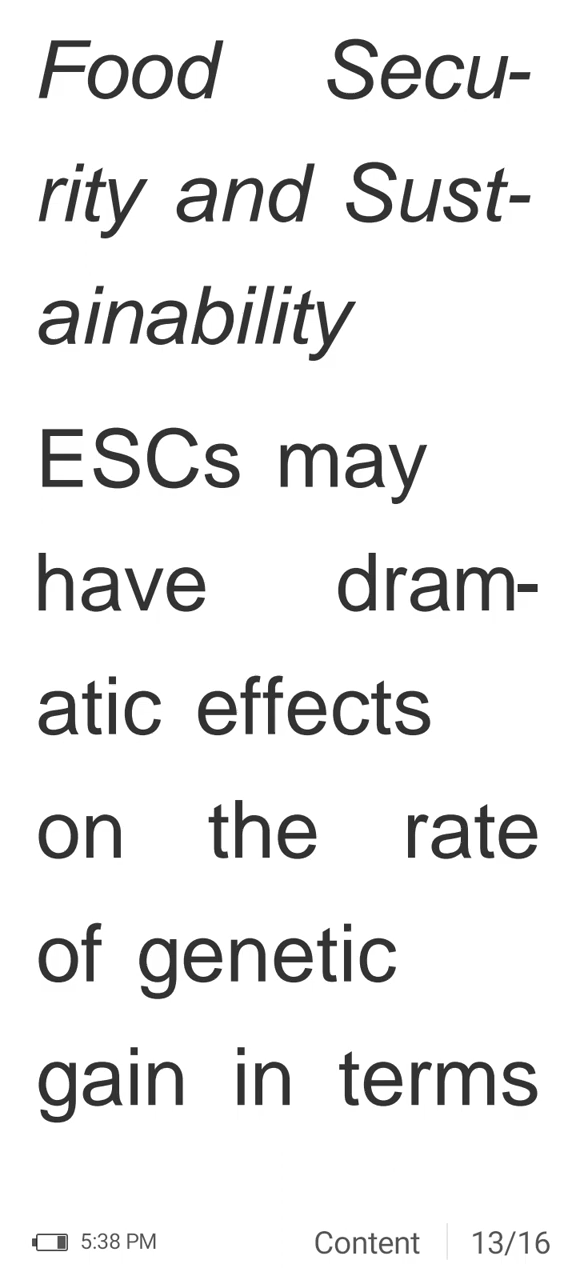 Food Secu-
rity and Sust-
ainability
ESCs may
have dram-
atic effects
on the rate
of genetic
gain in terms
5:38 PM Content 13/16